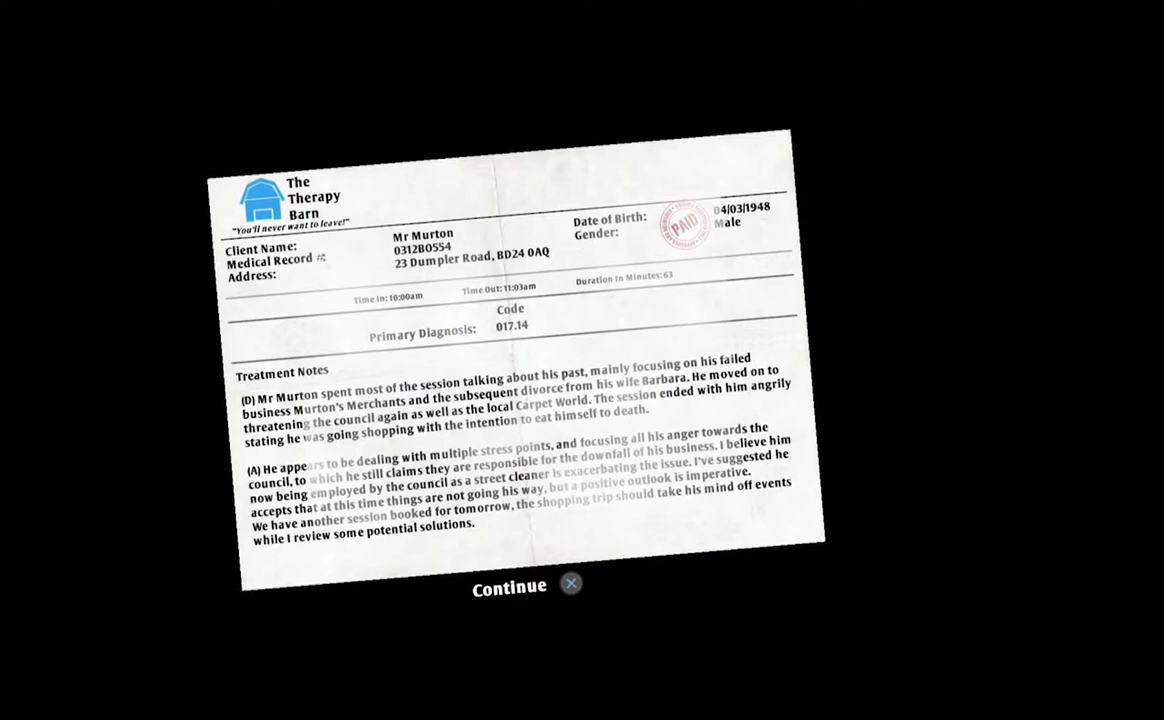 The
Therapy
Barn
"You'll never want to leave!"
Client Name: Mr Murton Date of Birth: 04/03/1948
Medical Record #: 0312B0554 Gender: Male
Address: 23 Dumpler Road, BD24 0AQ
PAID
Time In: 10:00am Time Out: 11:03am Duration In Minutes: 63
Code
Primary Diagnosis: 017.14
Treatment Notes
(D) Mr Murton spent most of the session talking about his past, mainly focusing on his failed
business Murton's Merchants and the subsequent divorce from his wife Barbara. He moved on to
threatening the council again as well as the local Carpet World. The session ended with him angrily
stating he was going shopping with the intention to eat himself to death.
(A) He appears to be dealing with multiple stress points, and focusing all his anger towards the
council, to which he still claims they are responsible for the downfall of his business. I believe him
now being employed by the council as a street cleaner is exacerbating the issue. I've suggested he
accepts that at this time things are not going his way, but a positive outlook is imperative.
We have another session booked for tomorrow, the shopping trip should take his mind off events
while I review some potential solutions.
Continue